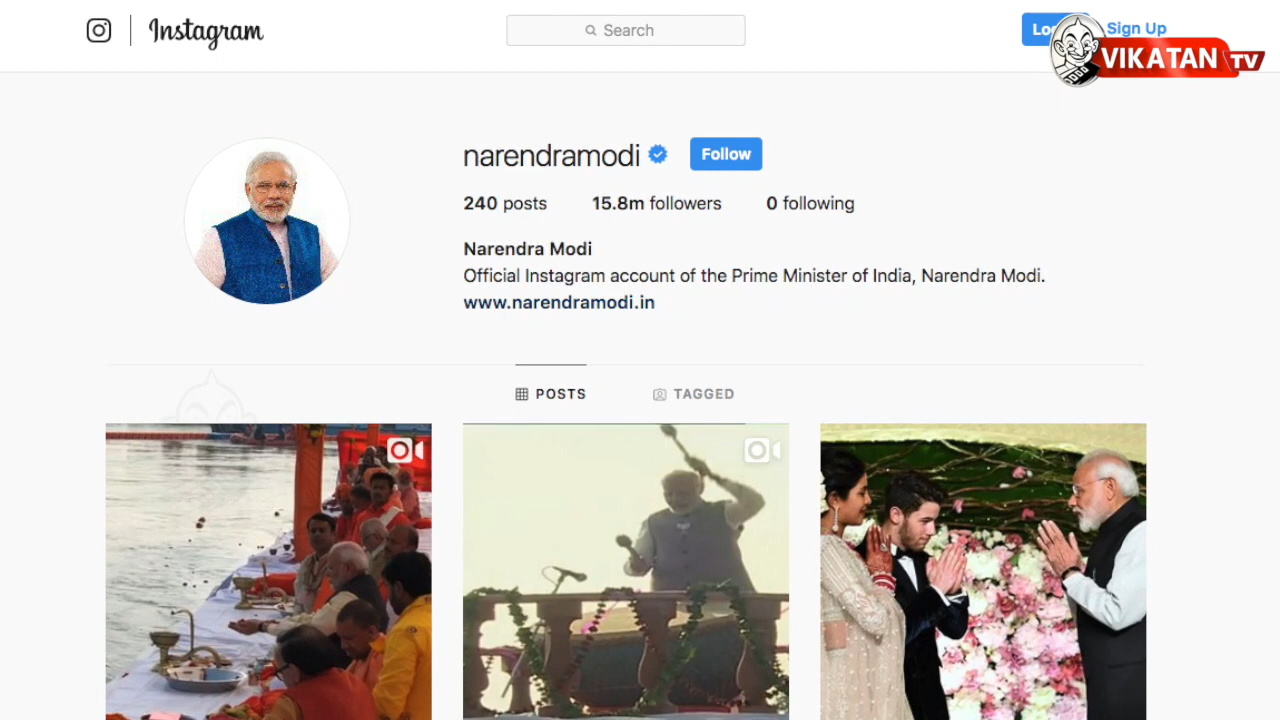 Instagram
Search
Log
Sign Up
VIKATAN TV
narendramodi
Follow
240 posts
15.8m followers
0 following
Narendra Modi
Official Instagram account of the Prime Minister of India, Narendra Modi.
www.narendramodi.in
POSTS
TAGGED